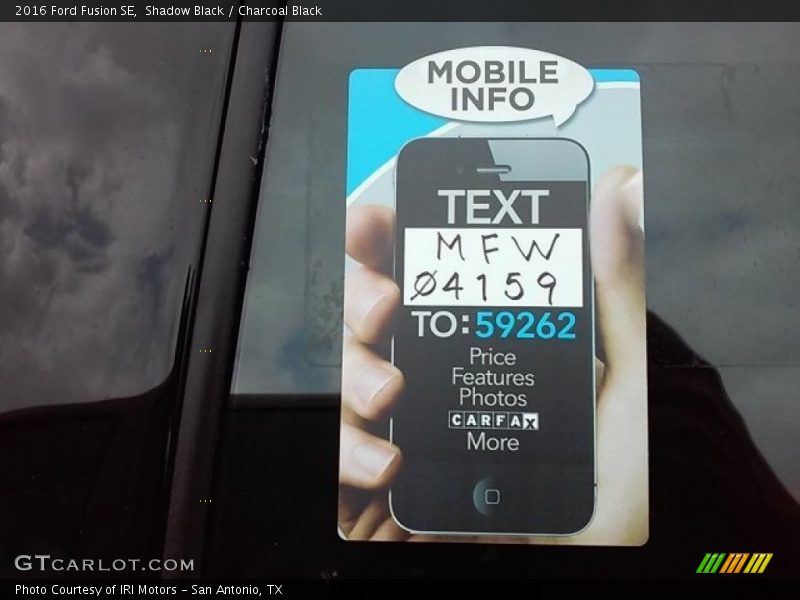 2016 Ford Fusion SE, Shadow Black / Charcoal Black
MOBILE
INFO
TEXT
MFW
Ø4159
TO: 59262
Price
Features
Photos
CARFAX
More
GTCARLOT.COM
Photo Courtesy of IRI Motors - San Antonio, TX